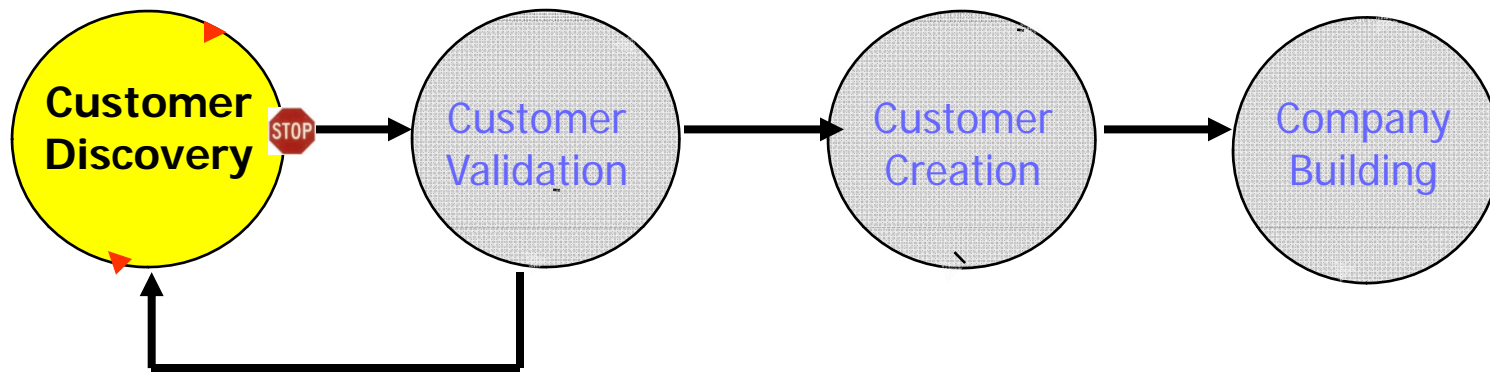 Customer
Discovery
STOP
Customer
Validation
Customer
Creation
Company
Building